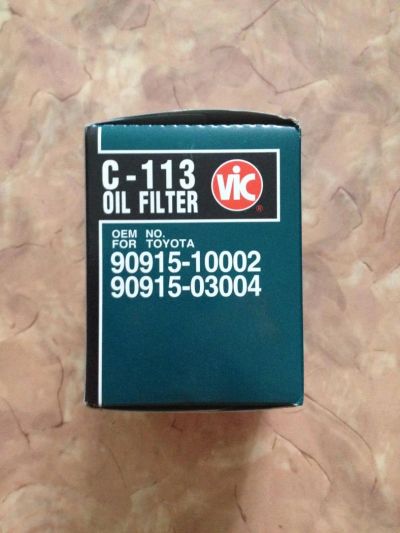 C-113
OIL FILTER
VIC
®
OEM NO.
FOR TOYOTA
90915-10002
90915-03004